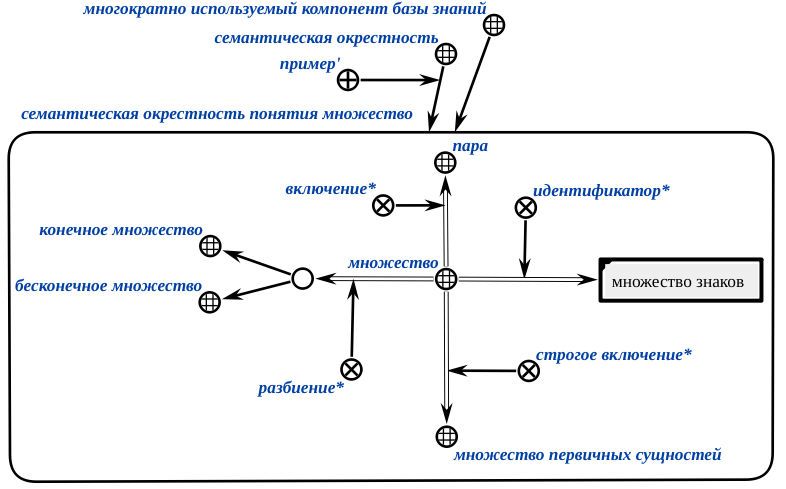 многократно используемый компонент базы знаний
семантическая окрестность
пример'
семантическая окрестность понятия множество
пара
включение*
идентификатор*
конечное множество
множество
бесконечное множество
множество знаков
строгое включение*
разбиение*
множество первичных сущностей